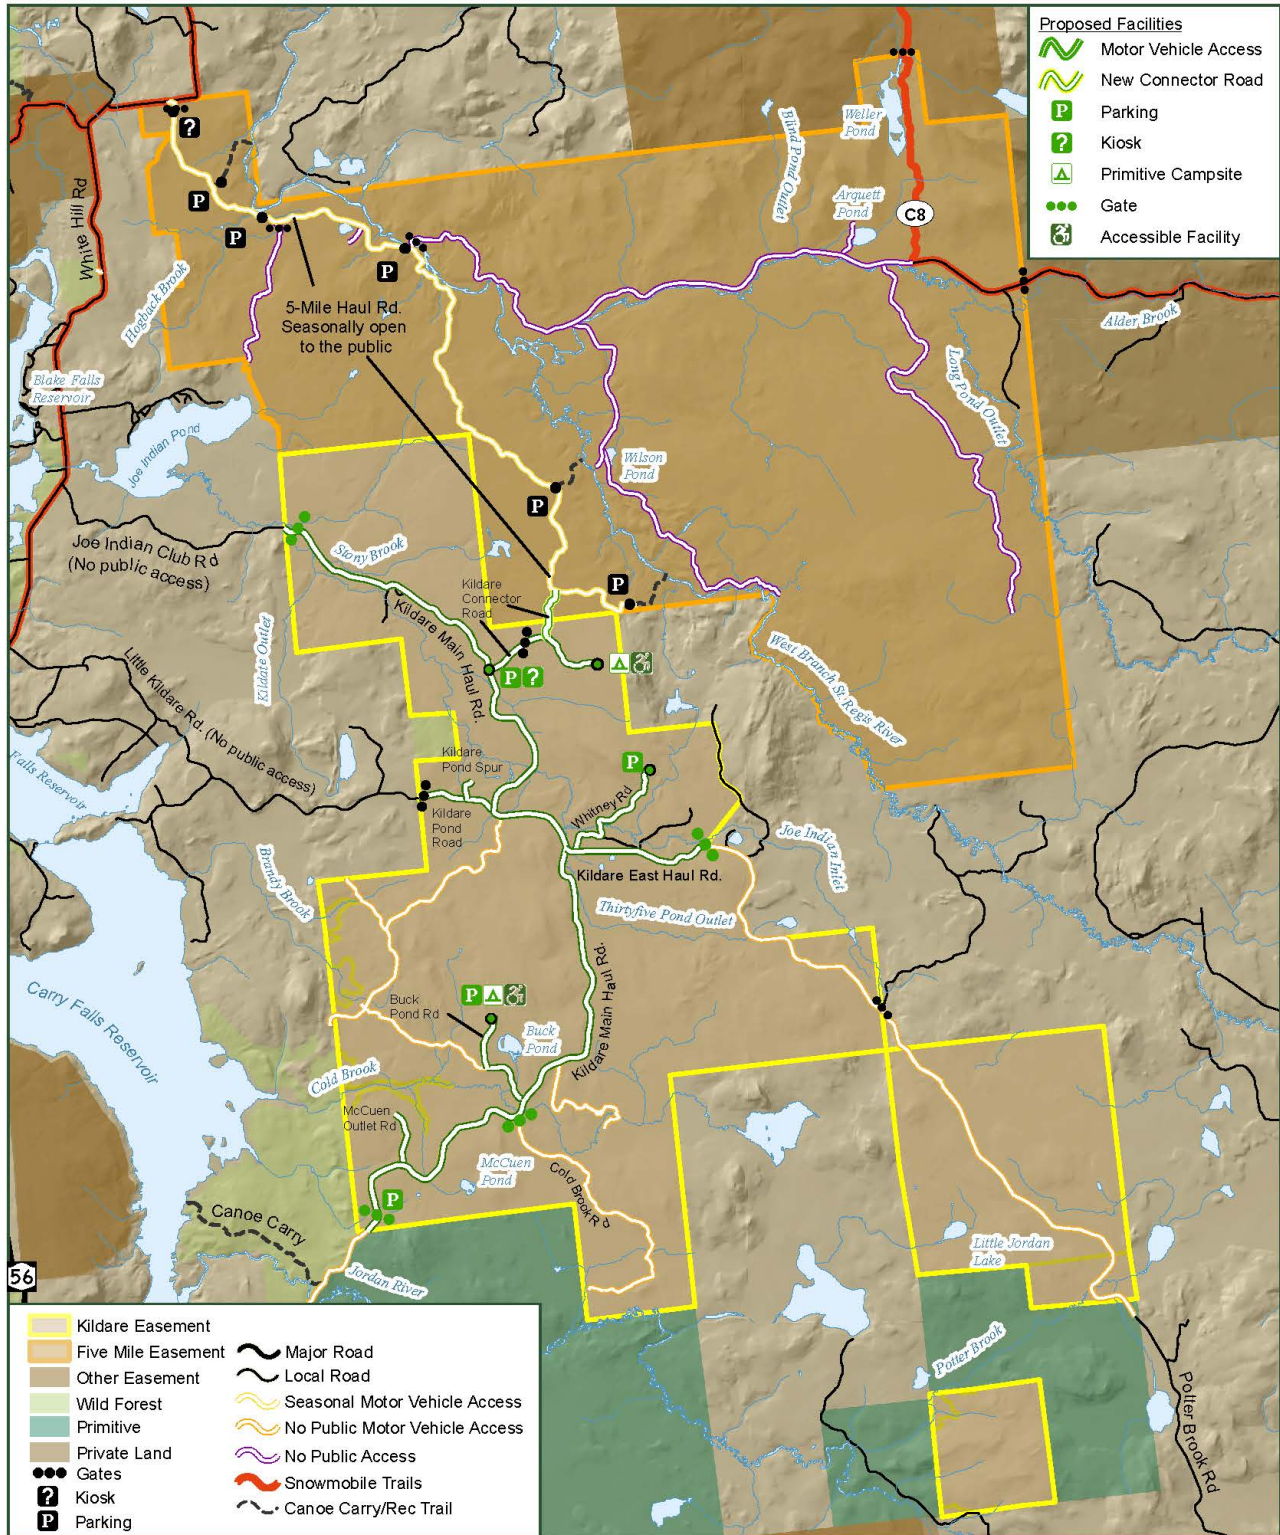 Proposed Facilities
Motor Vehicle Access
New Connector Road
P
Parking
?
Kiosk
Primitive Campsite
Gate
Accessible Facility
Weller
Pond
Blind Pond Outlet
Arquett
Pond
C8
?
P
P
P
White Hill Rd
Hogback Brook
5-Mile Haul Rd.
Seasonally open
to the public
Alder Brook
Long Pond Outlet
Blake Falls
Reservoir
Joe Indian Pond
Wilson
Pond
P
Joe Indian Club Rd
(No public access)
Stony Brook
Kildare
Connector
Road
P
Kildare Main Haul Rd.
P
?
Kildate Outlet
Little Kildare Rd. (No public access)
West Branch St. Regis River
Falls Reservoir
Kildare
Pond Spur
P
Whitney Rd
Kildare
Pond
Road
Kildare East Haul Rd.
Joe Indian Inlet
Brandy Brook
Thirtyfive Pond Outlet
Carry Falls Reservoir
Kildare Main Haul Rd.
P
Buck
Pond Rd
Buck
Pond
Cold Brook
McCuen
Outlet Rd
McCuen
Pond
Cold Brook Rd
P
Canoe Carry
Jordan River
56
Little Jordan
Lake
Potter Brook
Potter Brook Rd
Kildare Easement
Five Mile Easement
Other Easement
Wild Forest
Primitive
Private Land
Gates
?
Kiosk
P
Parking
Major Road
Local Road
Seasonal Motor Vehicle Access
No Public Motor Vehicle Access
No Public Access
Snowmobile Trails
Canoe Carry/Rec Trail